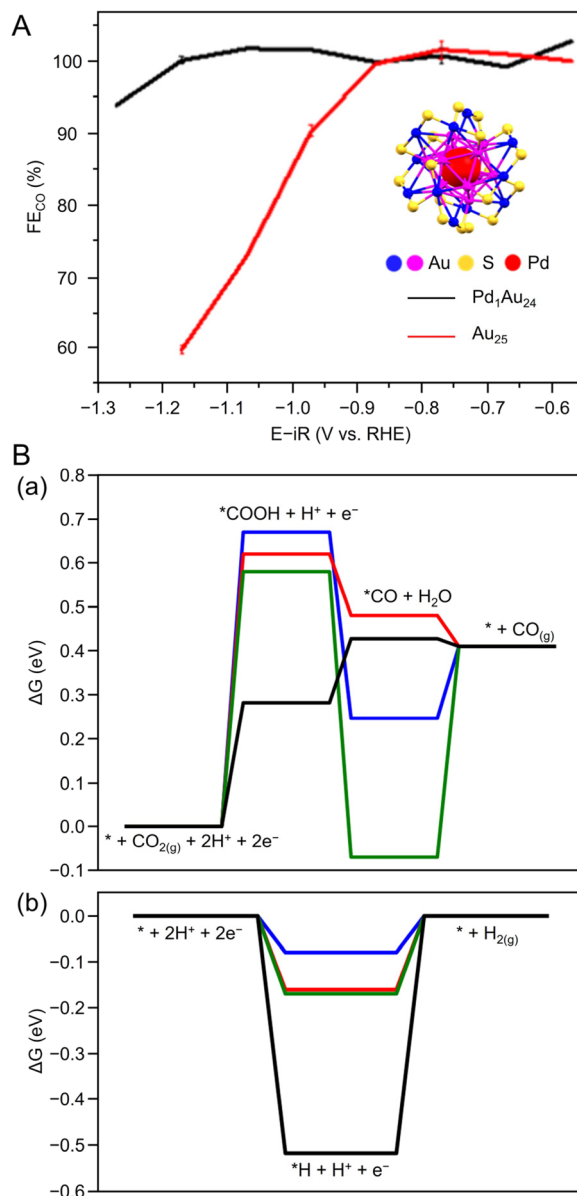 A
100
90
80
70
60
FE_CO (%)
Au S Pd
Pd₁Au₂₄
Au₂₅
−1.3 −1.2 −1.1 −1.0 −0.9 −0.8 −0.7 −0.6
E−iR (V vs. RHE)
B
(a)
0.8
0.7
0.6
0.5
0.4
0.3
0.2
0.1
0.0
−0.1
ΔG (eV)
*COOH + H⁺ + e⁻
*CO + H₂O
* + CO₍g₎
* + CO₂₍g₎ + 2H⁺ + 2e⁻
(b)
0.0
−0.1
−0.2
−0.3
−0.4
−0.5
−0.6
ΔG (eV)
* + 2H⁺ + 2e⁻
* + H₂₍g₎
*H + H⁺ + e⁻